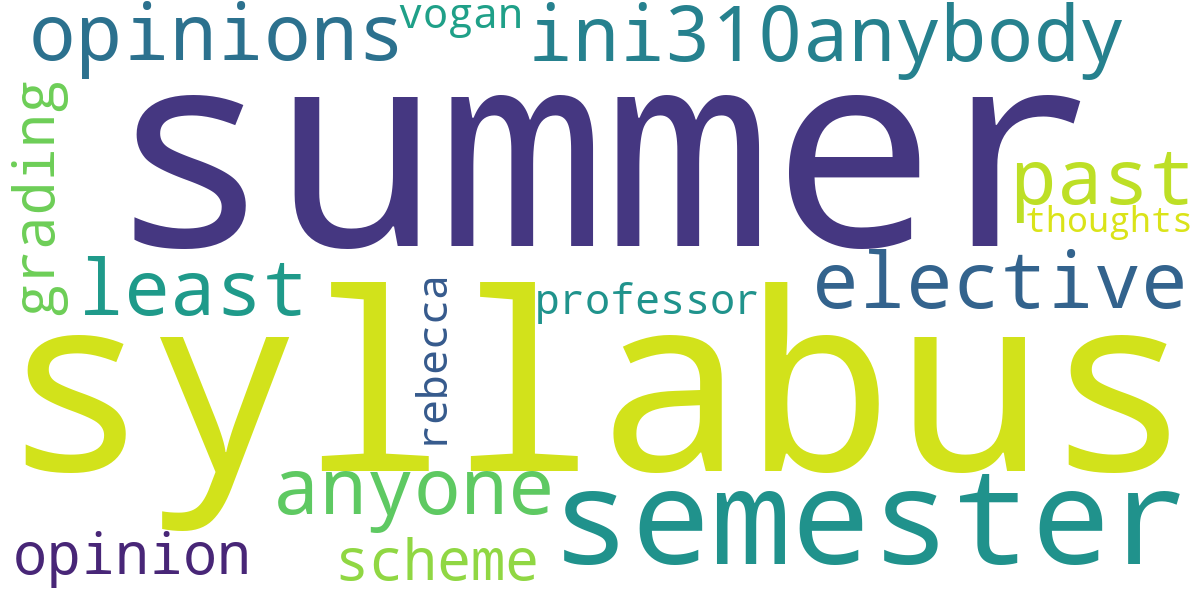 opinions vogan ini310anybody
grading summer past
thoughts
least rebecca professor elective
syllabus
anyone semester
opinion scheme